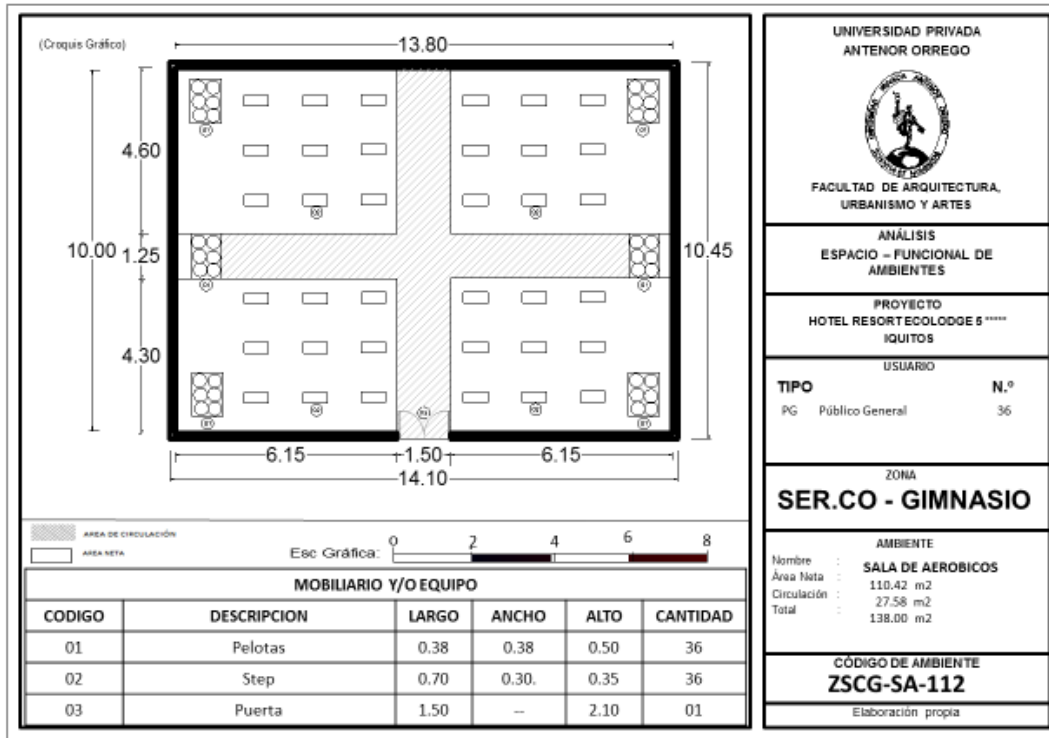 (Croquis Gráfico)
13.80
4.60
10.00
1.25
10.45
4.30
6.15
1.50
6.15
14.10
AREA DE CIRCULACIÓN
AREA NETA
Esc Gráfica:
0 2 4 6 8
MOBILIARIO Y/O EQUIPO
CODIGO DESCRIPCION LARGO ANCHO ALTO CANTIDAD
01 Pelotas 0.38 0.38 0.50 36
02 Step 0.70 0.30. 0.35 36
03 Puerta 1.50 -- 2.10 01
UNIVERSIDAD PRIVADA
ANTENOR ORREGO
FACULTAD DE ARQUITECTURA,
URBANISMO Y ARTES
ANÁLISIS
ESPACIO – FUNCIONAL DE
AMBIENTES
PROYECTO
HOTEL RESORT ECOLODGE 5 *****
IQUITOS
USUARIO
TIPO N.º
PG Público General 36
ZONA
SER.CO - GIMNASIO
AMBIENTE
Nombre : SALA DE AEROBICOS
Área Neta : 110.42 m2
Circulación : 27.58 m2
Total : 138.00 m2
CÓDIGO DE AMBIENTE
ZSCG-SA-112
Elaboración propia